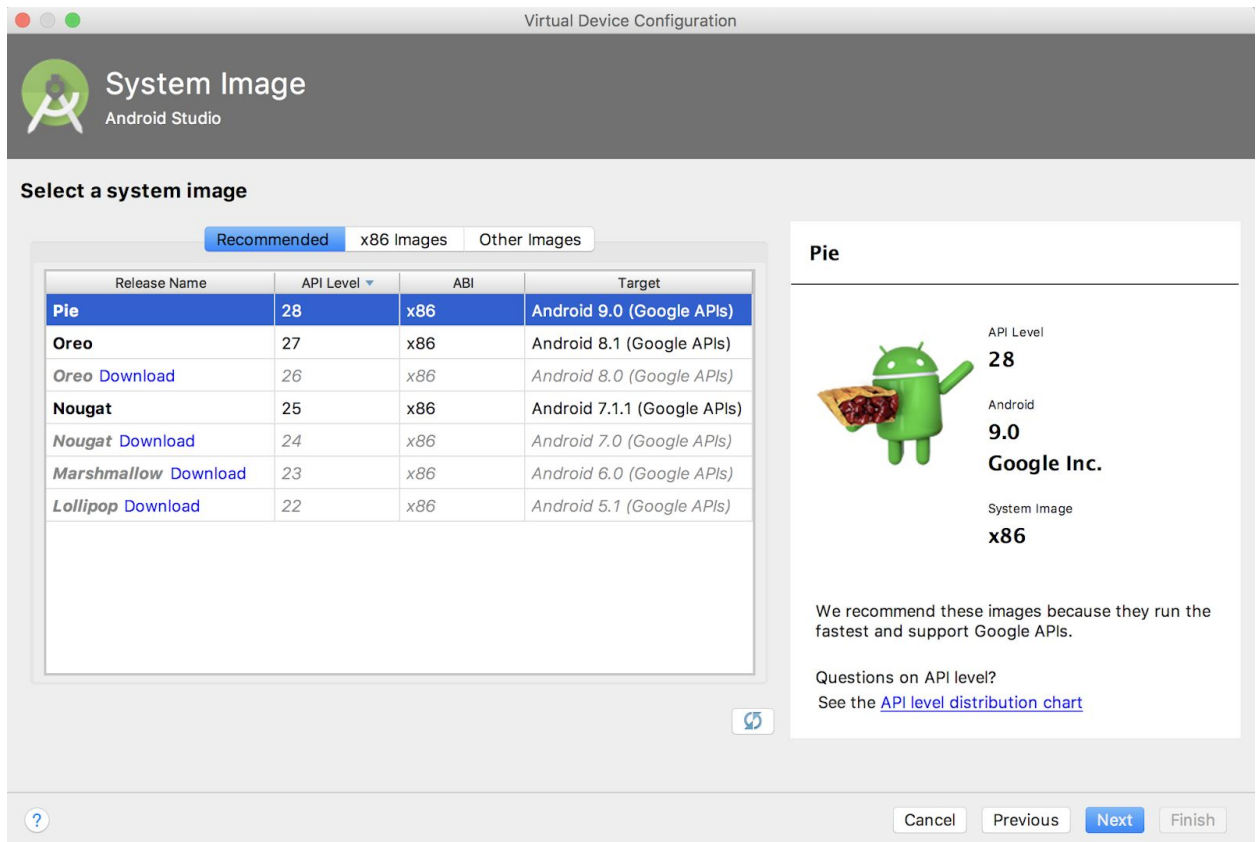 Virtual Device Configuration
System Image
Android Studio
Select a system image
Recommended x86 Images Other Images
Release Name API Level ABI Target
Pie 28 x86 Android 9.0 (Google APIs)
Oreo 27 x86 Android 8.1 (Google APIs)
Oreo Download 26 x86 Android 8.0 (Google APIs)
Nougat 25 x86 Android 7.1.1 (Google APIs)
Nougat Download 24 x86 Android 7.0 (Google APIs)
Marshmallow Download 23 x86 Android 6.0 (Google APIs)
Lollipop Download 22 x86 Android 5.1 (Google APIs)
Pie
API Level
28
Android
9.0
Google Inc.
System Image
x86
We recommend these images because they run the
fastest and support Google APIs.
Questions on API level?
See the API level distribution chart
? Cancel Previous Next Finish